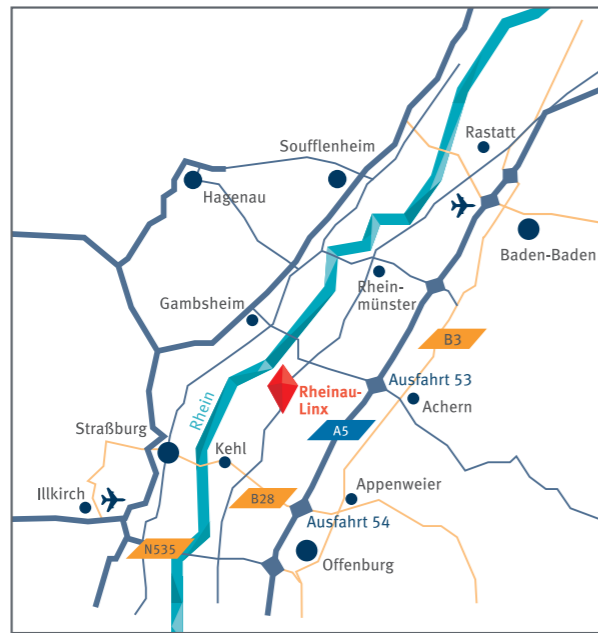 Rastatt
Soufflenheim
Hagenau
Baden-Baden
Rhein-
münster
Gambsheim
B3
Ausfahrt 53
Rheinau-
Linx
Rhein
Achern
A5
Straßburg
Kehl
Appenweier
Illkirch
B28
Ausfahrt 54
N535
Offenburg